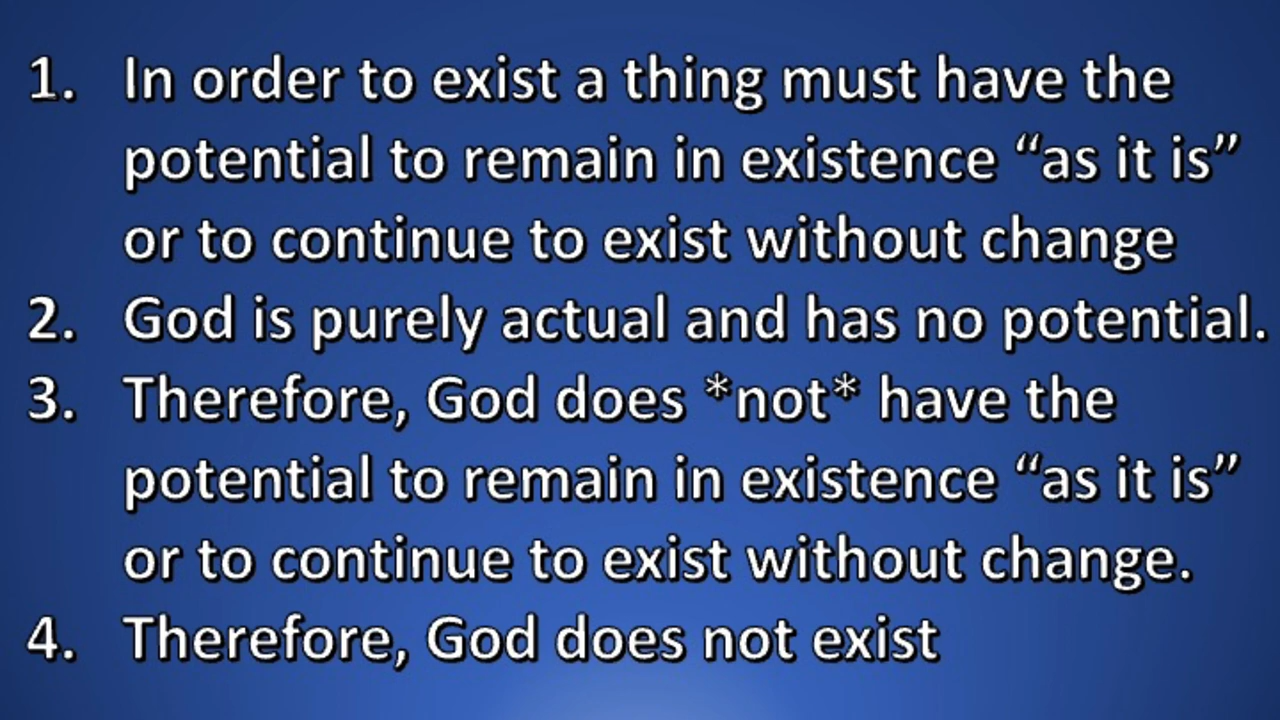 1. In order to exist a thing must have the
potential to remain in existence “as it is”
or to continue to exist without change
2. God is purely actual and has no potential.
3. Therefore, God does *not* have the
potential to remain in existence “as it is”
or to continue to exist without change.
4. Therefore, God does not exist